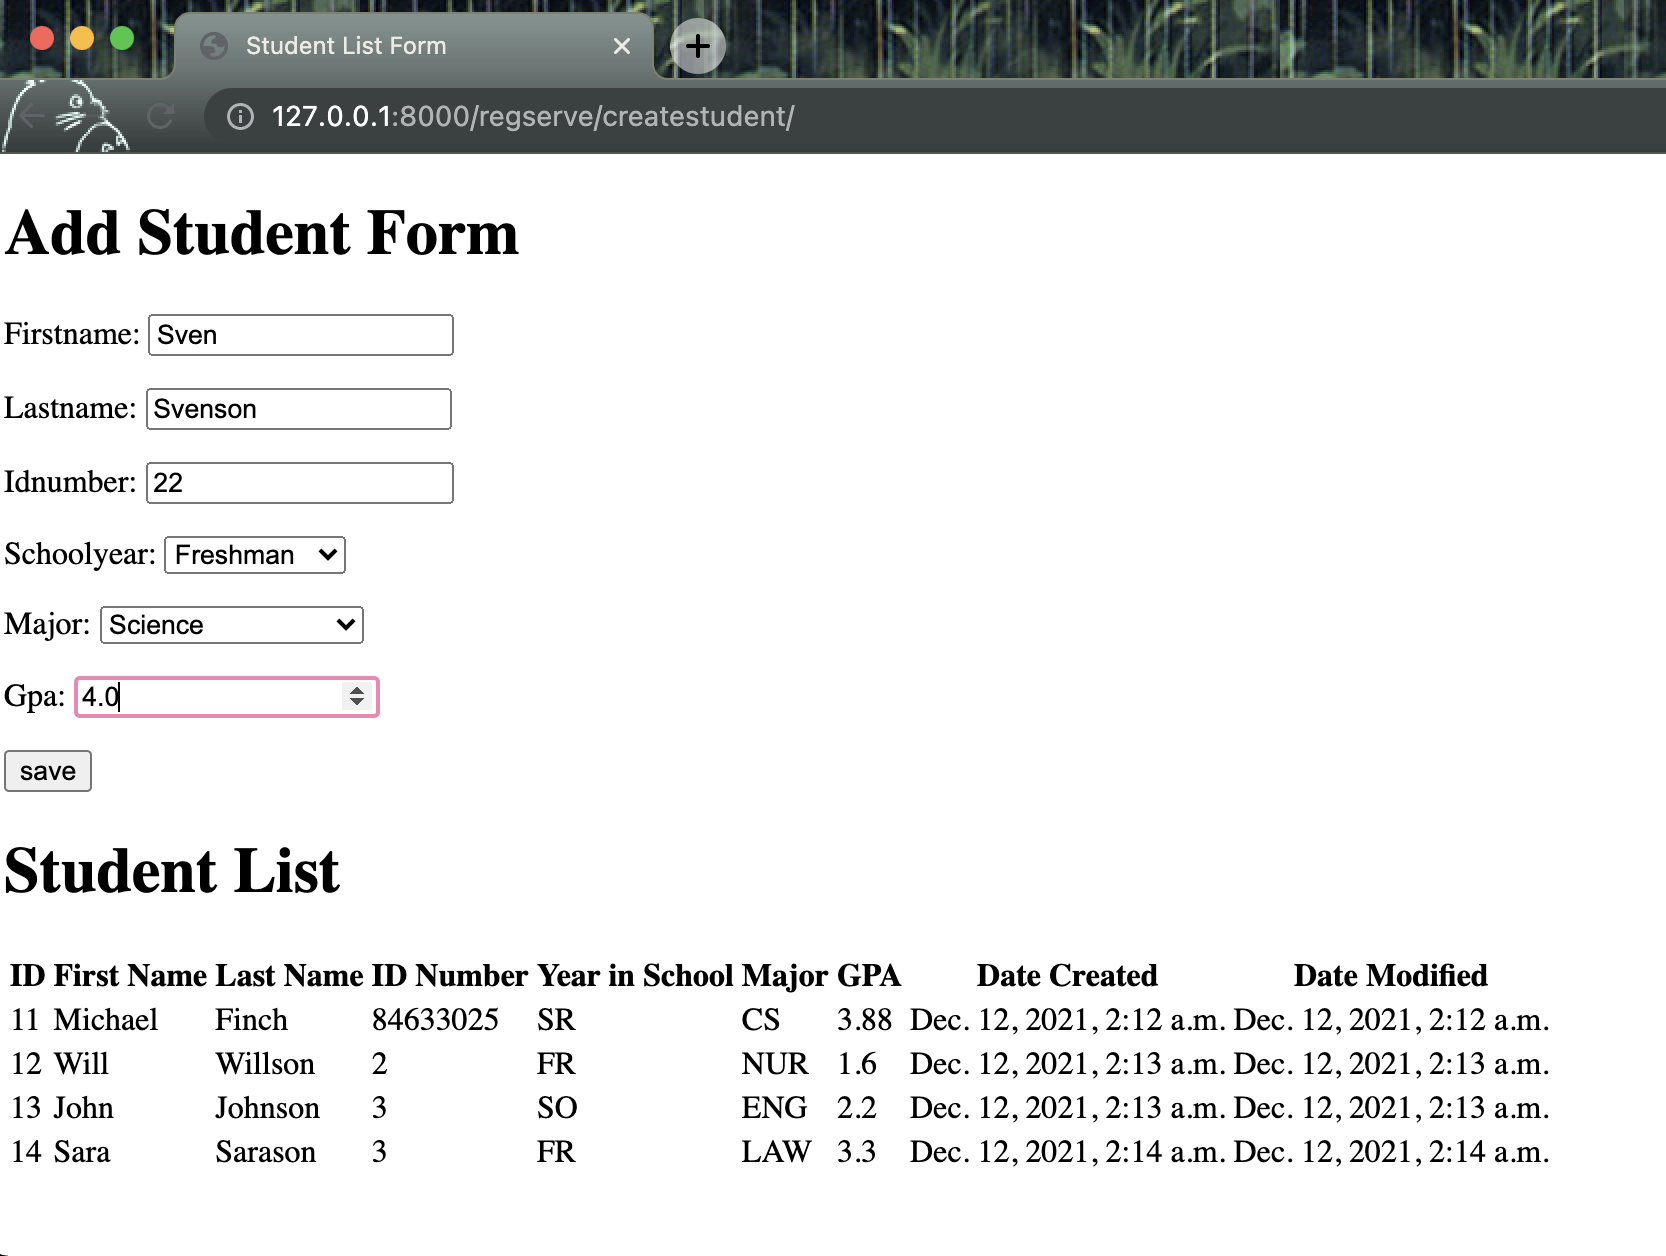 Student List Form
127.0.0.1:8000/regserve/createstudent/
Add Student Form
Firstname: Sven
Lastname: Svenson
Idnumber: 22
Schoolyear: Freshman
Major: Science
Gpa: 4.0
save
Student List
ID First Name Last Name ID Number Year in School Major GPA Date Created Date Modified
11 Michael Finch 84633025 SR CS 3.88 Dec. 12, 2021, 2:12 a.m. Dec. 12, 2021, 2:12 a.m.
12 Will Willson 2 FR NUR 1.6 Dec. 12, 2021, 2:13 a.m. Dec. 12, 2021, 2:13 a.m.
13 John Johnson 3 SO ENG 2.2 Dec. 12, 2021, 2:13 a.m. Dec. 12, 2021, 2:13 a.m.
14 Sara Sarason 3 FR LAW 3.3 Dec. 12, 2021, 2:14 a.m. Dec. 12, 2021, 2:14 a.m.